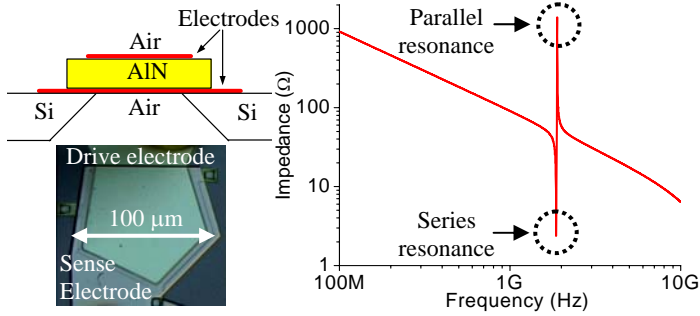 Electrodes
Air
AlN
Si
Air
Si
Drive electrode
100 μm
Sense
Electrode
Parallel
resonance
Series
resonance
Impedance (Ω)
1000
100
10
1
100M
1G
10G
Frequency (Hz)